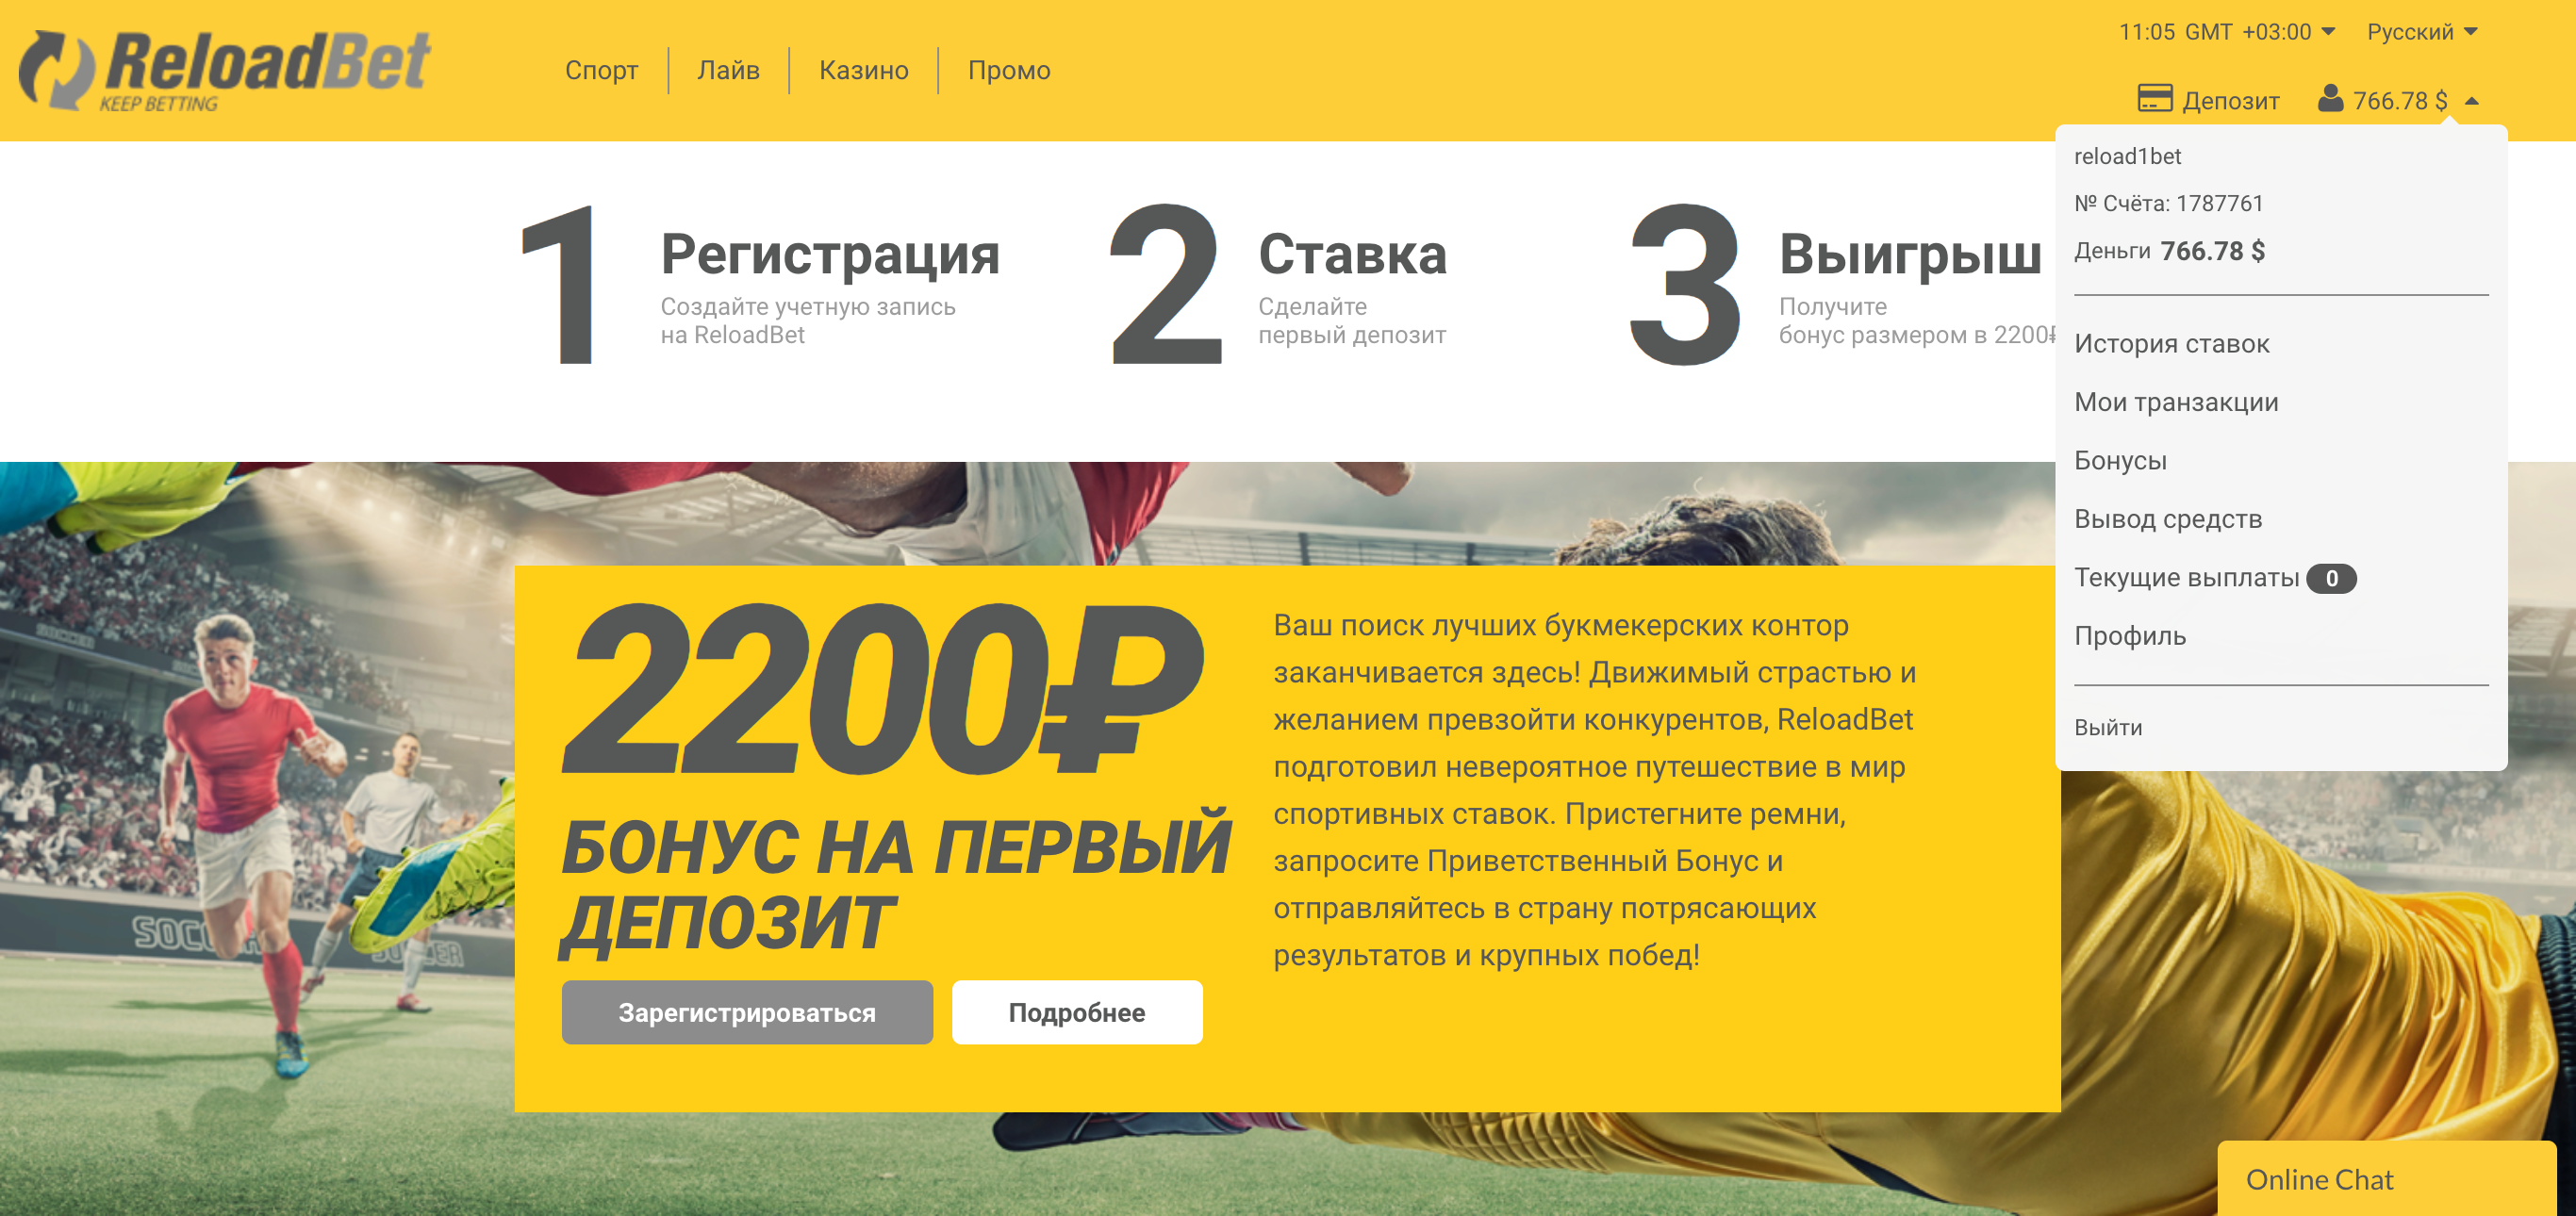 ReloadBet
KEEP BETTING
Спорт
Лайв
Казино
Промо
11:05 GMT +03:00
Русский
Депозит
766.78 $
1
Регистрация
Создайте учетную запись
на ReloadBet
2
Ставка
Сделайте
первый депозит
3
Выигрыш
Получите
бонус размером в 2200₽
reload1bet
№ Счёта: 1787761
Деньги 766.78 $
История ставок
Мои транзакции
Бонусы
Вывод средств
Текущие выплаты 0
Профиль
Выйти
2200₽
БОНУС НА ПЕРВЫЙ
ДЕПОЗИТ
Зарегистрироваться
Подробнее
Ваш поиск лучших букмекерских контор
заканчивается здесь! Движимый страстью и
желанием превзойти конкурентов, ReloadBet
подготовил невероятное путешествие в мир
спортивных ставок. Пристегните ремни,
запросите Приветственный Бонус и
отправляйтесь в страну потрясающих
результатов и крупных побед!
SOCCER
SOCCER
Online Chat